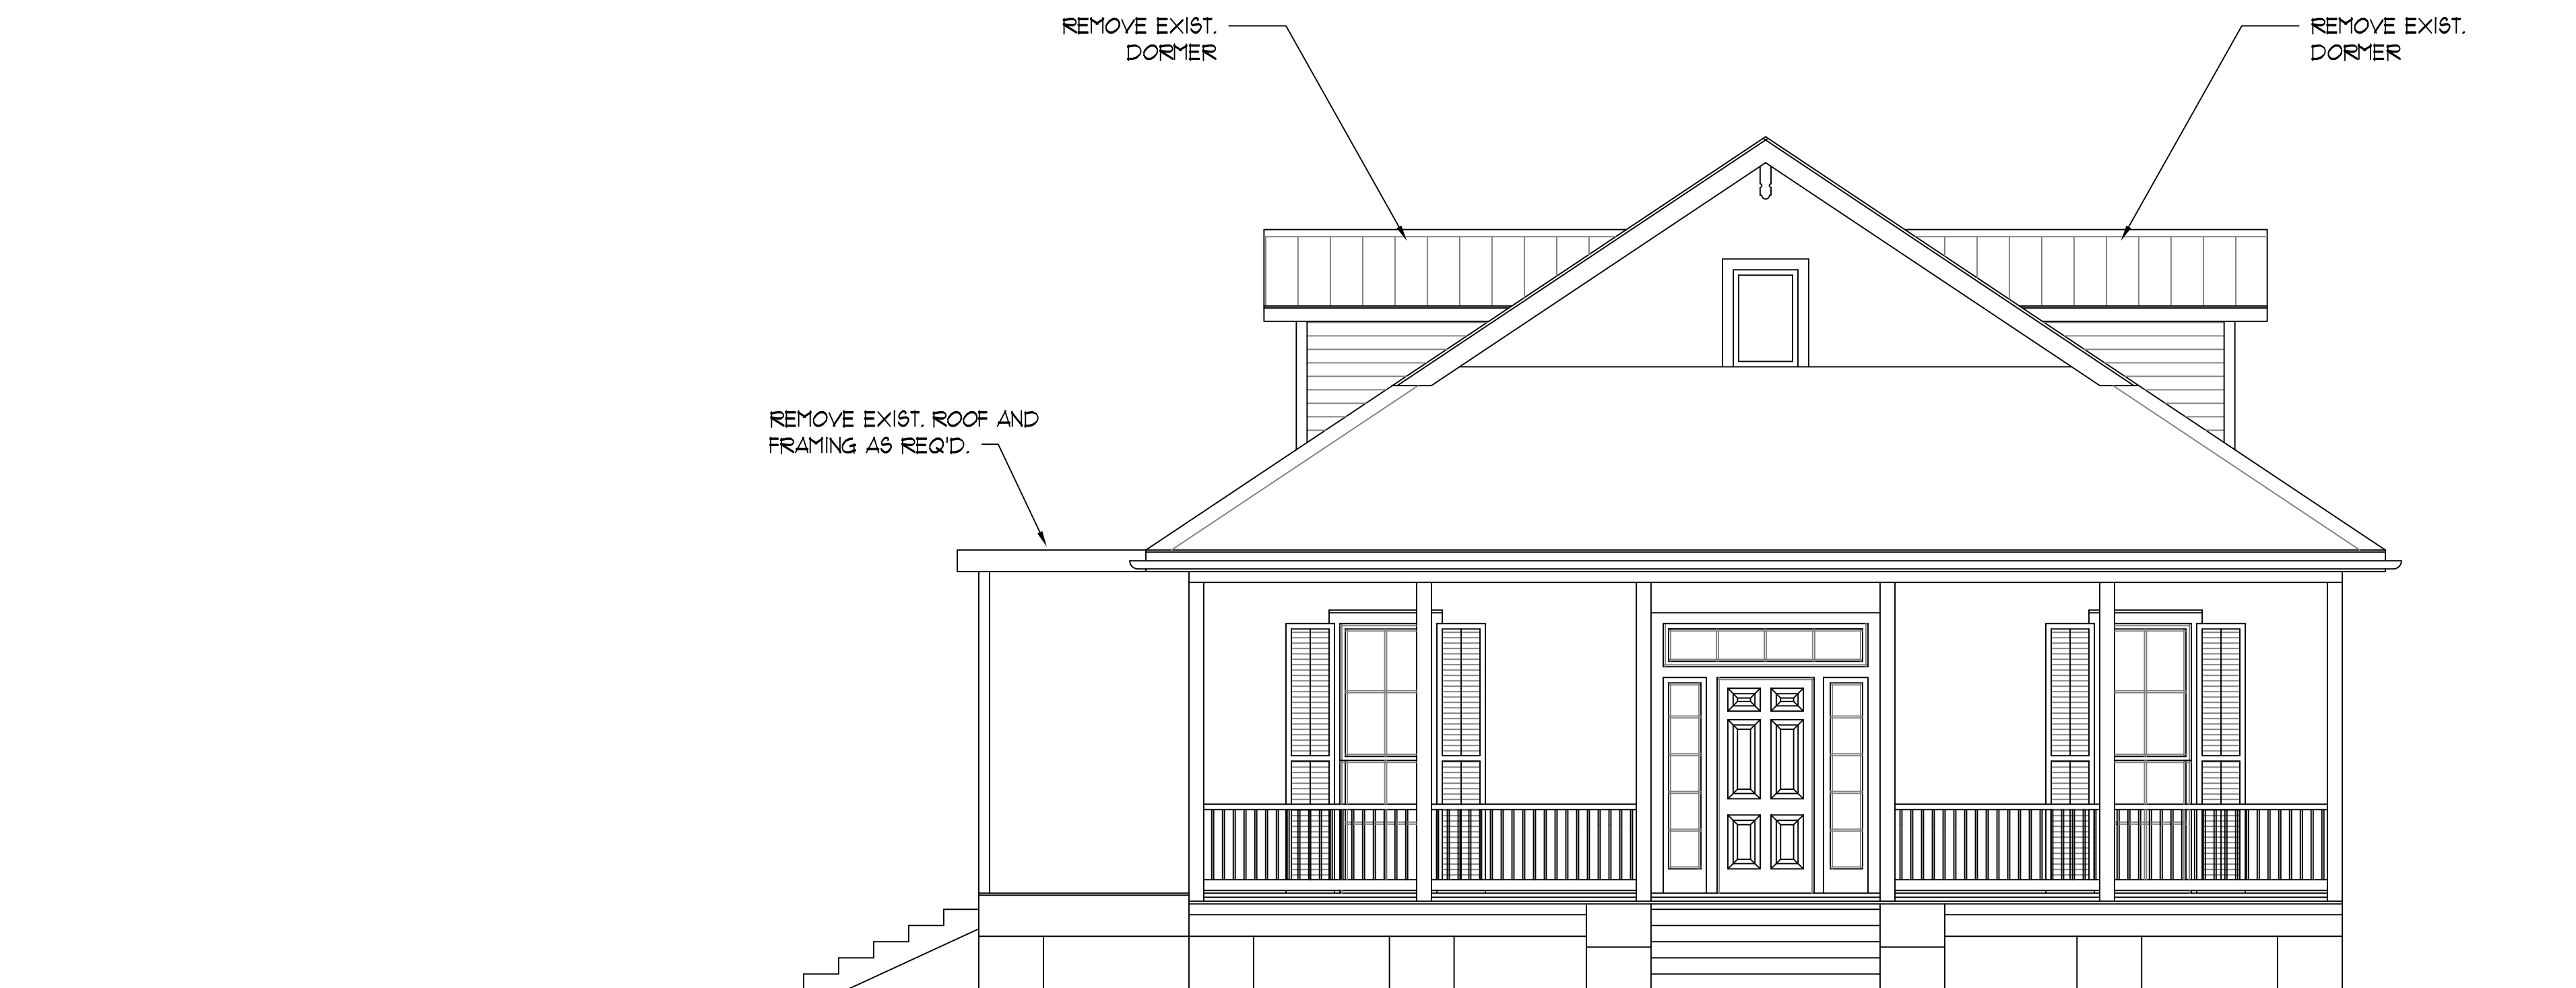 REMOVE EXIST.
DORMER
REMOVE EXIST.
DORMER
REMOVE EXIST. ROOF AND
FRAMING AS REQ'D.